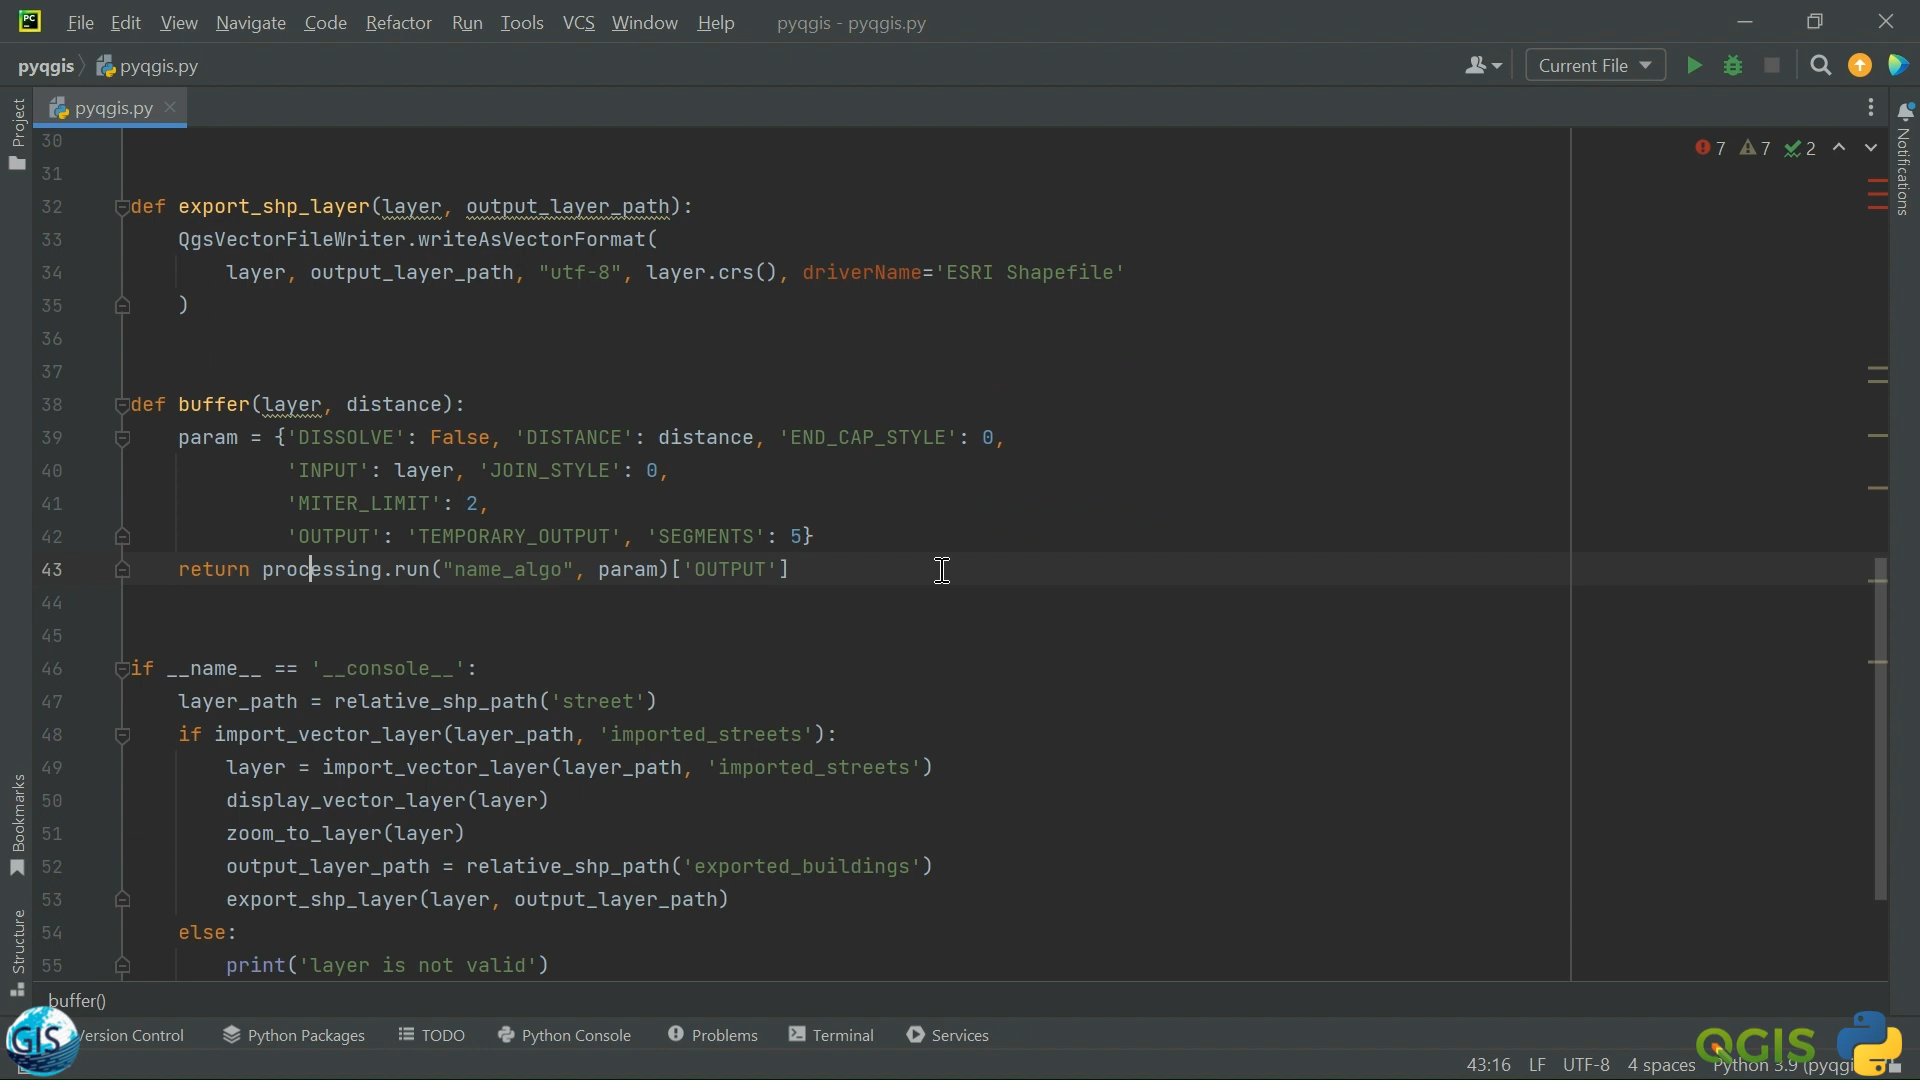 PC File Edit View Navigate Code Refactor Run Tools VCS Window Help pyqgis - pyqgis.py
pyqgis pyqgis.py Current File
Project
pyqgis.py
Notifications
7 7 2
30
31
32 def export_shp_layer(layer, output_layer_path):
33 QgsVectorFileWriter.writeAsVectorFormat(
34 layer, output_layer_path, "utf-8", layer.crs(), driverName='ESRI Shapefile'
35 )
36
37
38 def buffer(layer, distance):
39 param = {'DISSOLVE': False, 'DISTANCE': distance, 'END_CAP_STYLE': 0,
40 'INPUT': layer, 'JOIN_STYLE': 0,
41 'MITER_LIMIT': 2,
42 'OUTPUT': 'TEMPORARY_OUTPUT', 'SEGMENTS': 5}
43 return processing.run("name_algo", param)['OUTPUT']
44
45
46 if __name__ == '__console__':
47 layer_path = relative_shp_path('street')
48 if import_vector_layer(layer_path, 'imported_streets'):
49 layer = import_vector_layer(layer_path, 'imported_streets')
50 display_vector_layer(layer)
51 zoom_to_layer(layer)
52 output_layer_path = relative_shp_path('exported_buildings')
53 export_shp_layer(layer, output_layer_path)
54 else:
55 print('layer is not valid')
Bookmarks
Structure
buffer()
GIS
ersion Control Python Packages TODO Python Console Problems Terminal Services
QGIS
43:16 LF UTF-8 4 spaces Python 3.9 (pyqgi